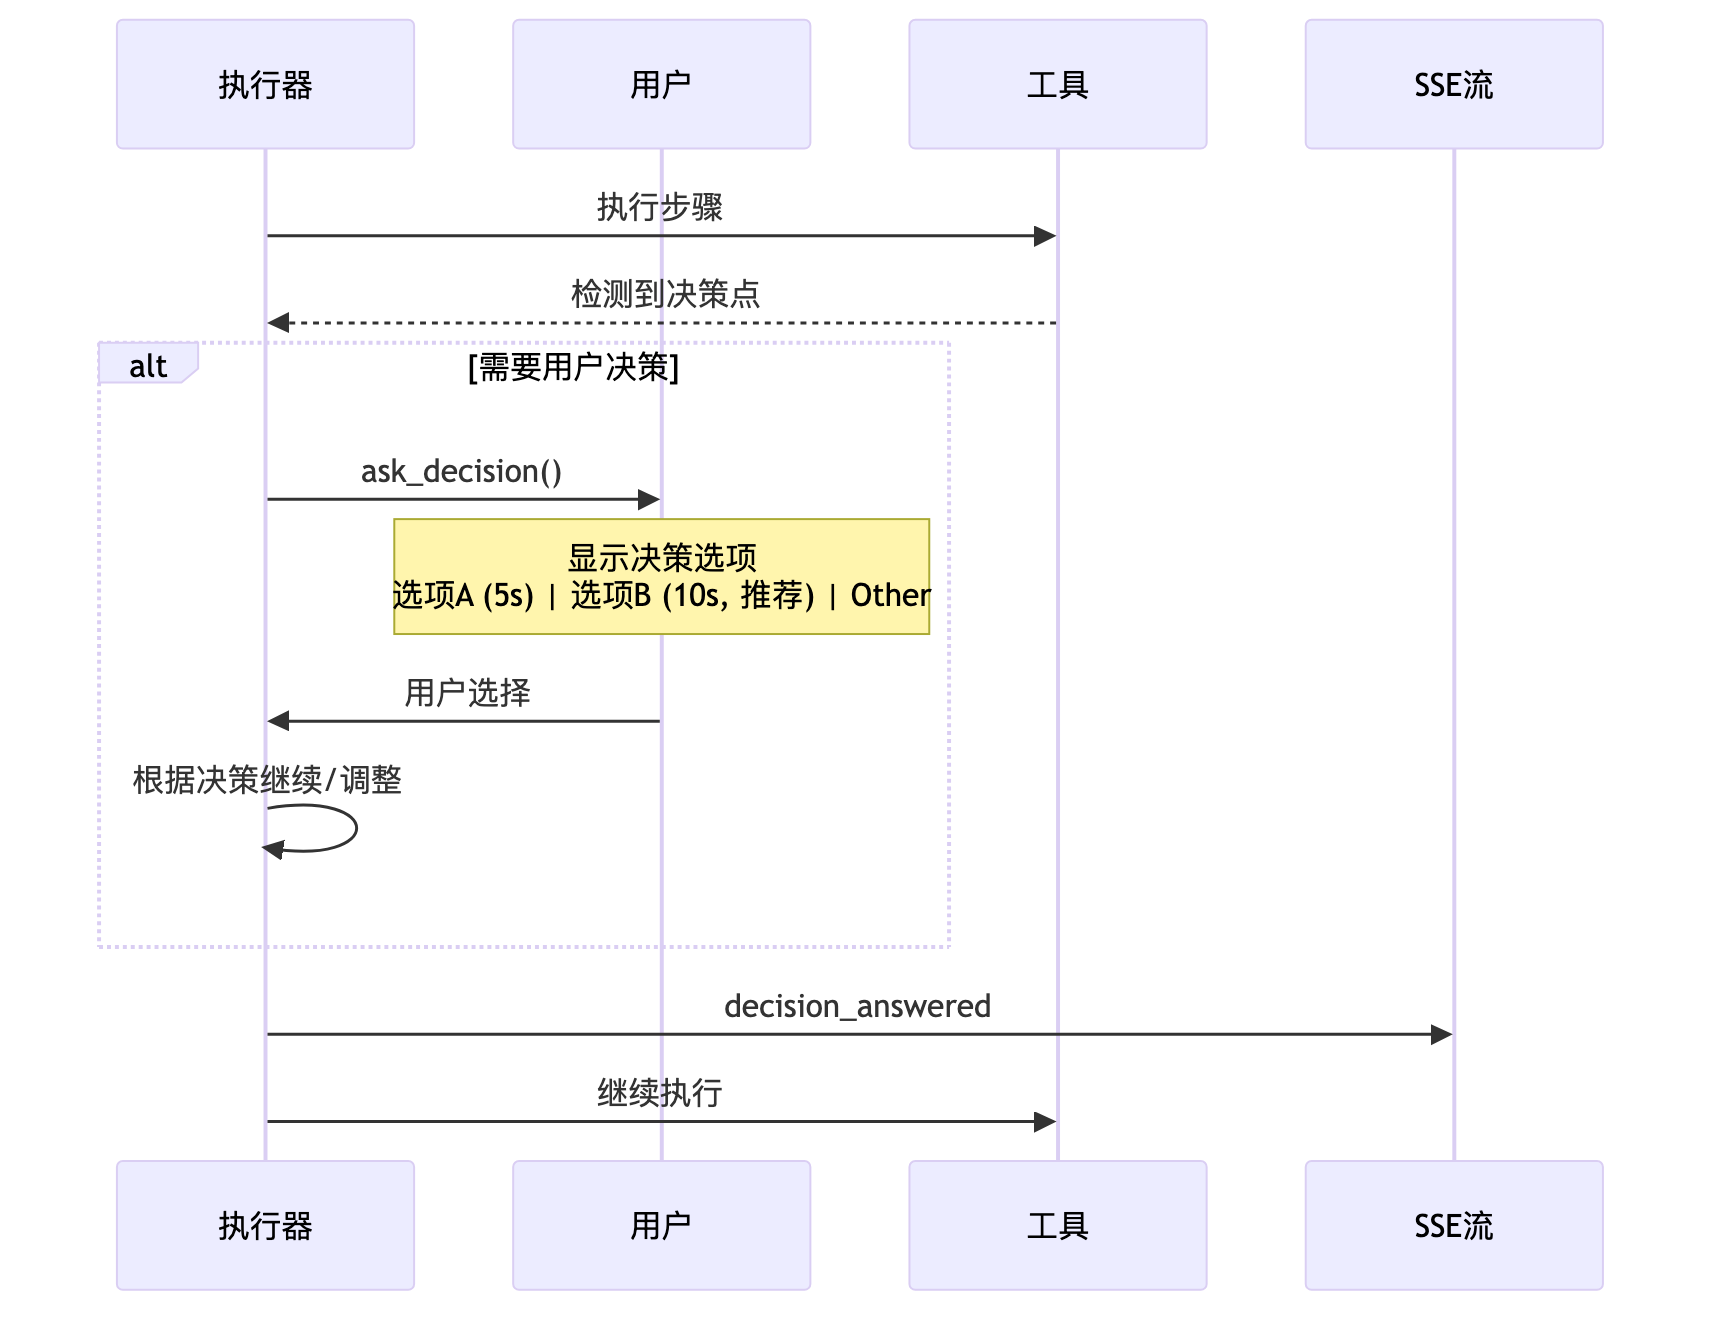 执行器
用户
工具
SSE流
执行步骤
检测到决策点
alt
[需要用户决策]
ask_decision()
显示决策选项
选项A (5s) | 选项B (10s, 推荐) | Other
用户选择
根据决策继续/调整
decision_answered
继续执行
执行器
用户
工具
SSE流